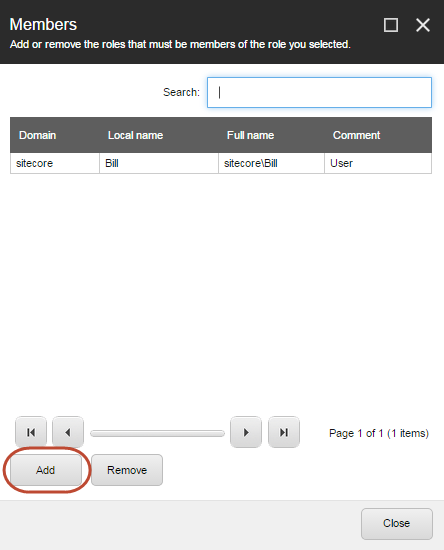 Members
Add or remove the roles that must be members of the role you selected.
Search:
Domain Local name Full name Comment
sitecore Bill sitecore\Bill User
Page 1 of 1 (1 items)
Add Remove
Close